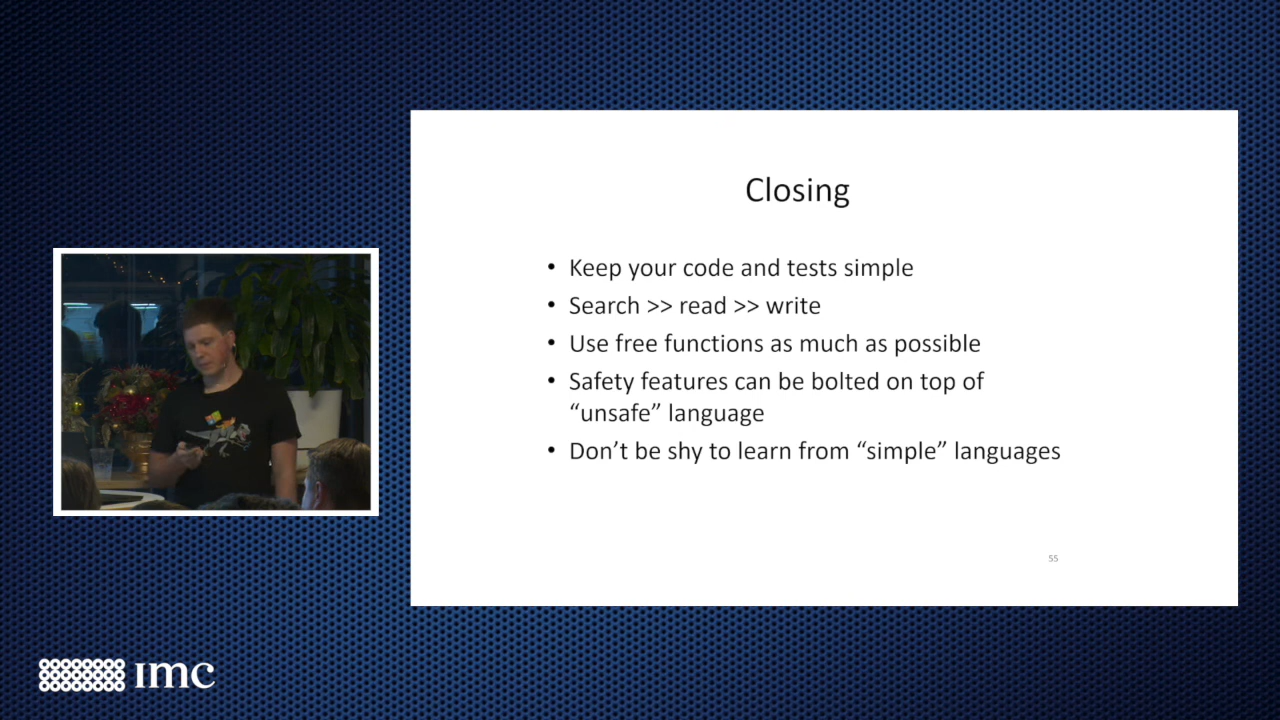 Closing
• Keep your code and tests simple
• Search >> read >> write
• Use free functions as much as possible
• Safety features can be bolted on top of
“unsafe” language
• Don’t be shy to learn from “simple” languages
55
imc